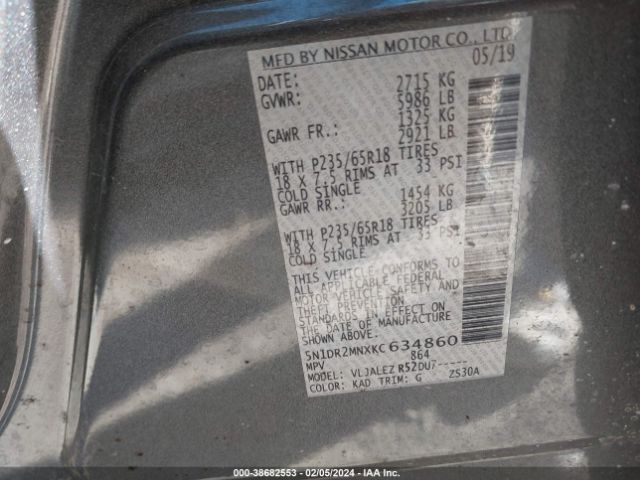 MFD BY NISSAN MOTOR CO., LTD
DATE: 05/19
GVWR: 2715 KG
5986 LB
GAWR FR.: 1325 KG
2921 LB
WITH P235/65R18 TIRES
18 X 7.5 RIMS AT 33 PSI
COLD SINGLE
GAWR RR.: 1454 KG
3205 LB
WITH P235/65R18 TIRES
18 X 7.5 RIMS AT 33 PSI
COLD SINGLE
THIS VEHICLE CONFORMS TO
ALL APPLICABLE FEDERAL
MOTOR VEHICLE SAFETY AND
THEFT PREVENTION
STANDARDS IN EFFECT ON
THE DATE OF MANUFACTURE
SHOWN ABOVE.
5N1DR2MNXKC634860
MPV 864
MODEL: VLJALEZ R52DU7-----
COLOR: KAD TRIM: G ZS30A
000-38682553 - 02/05/2024 - IAA Inc.